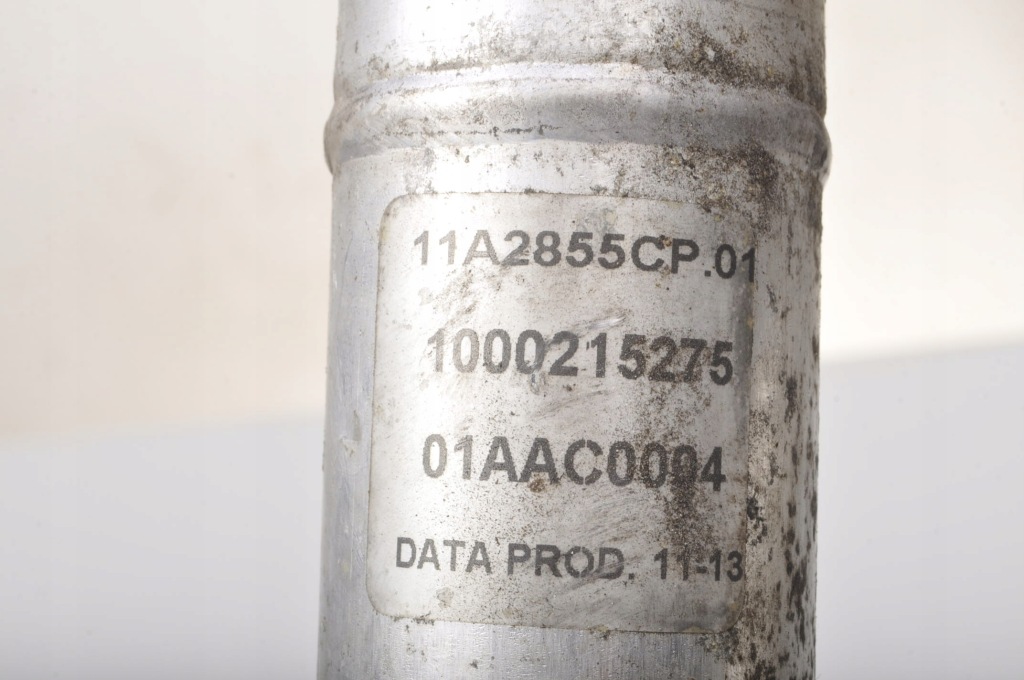 11A2855CP.01
1000215275
01AAC0004
DATA PROD. 11-13